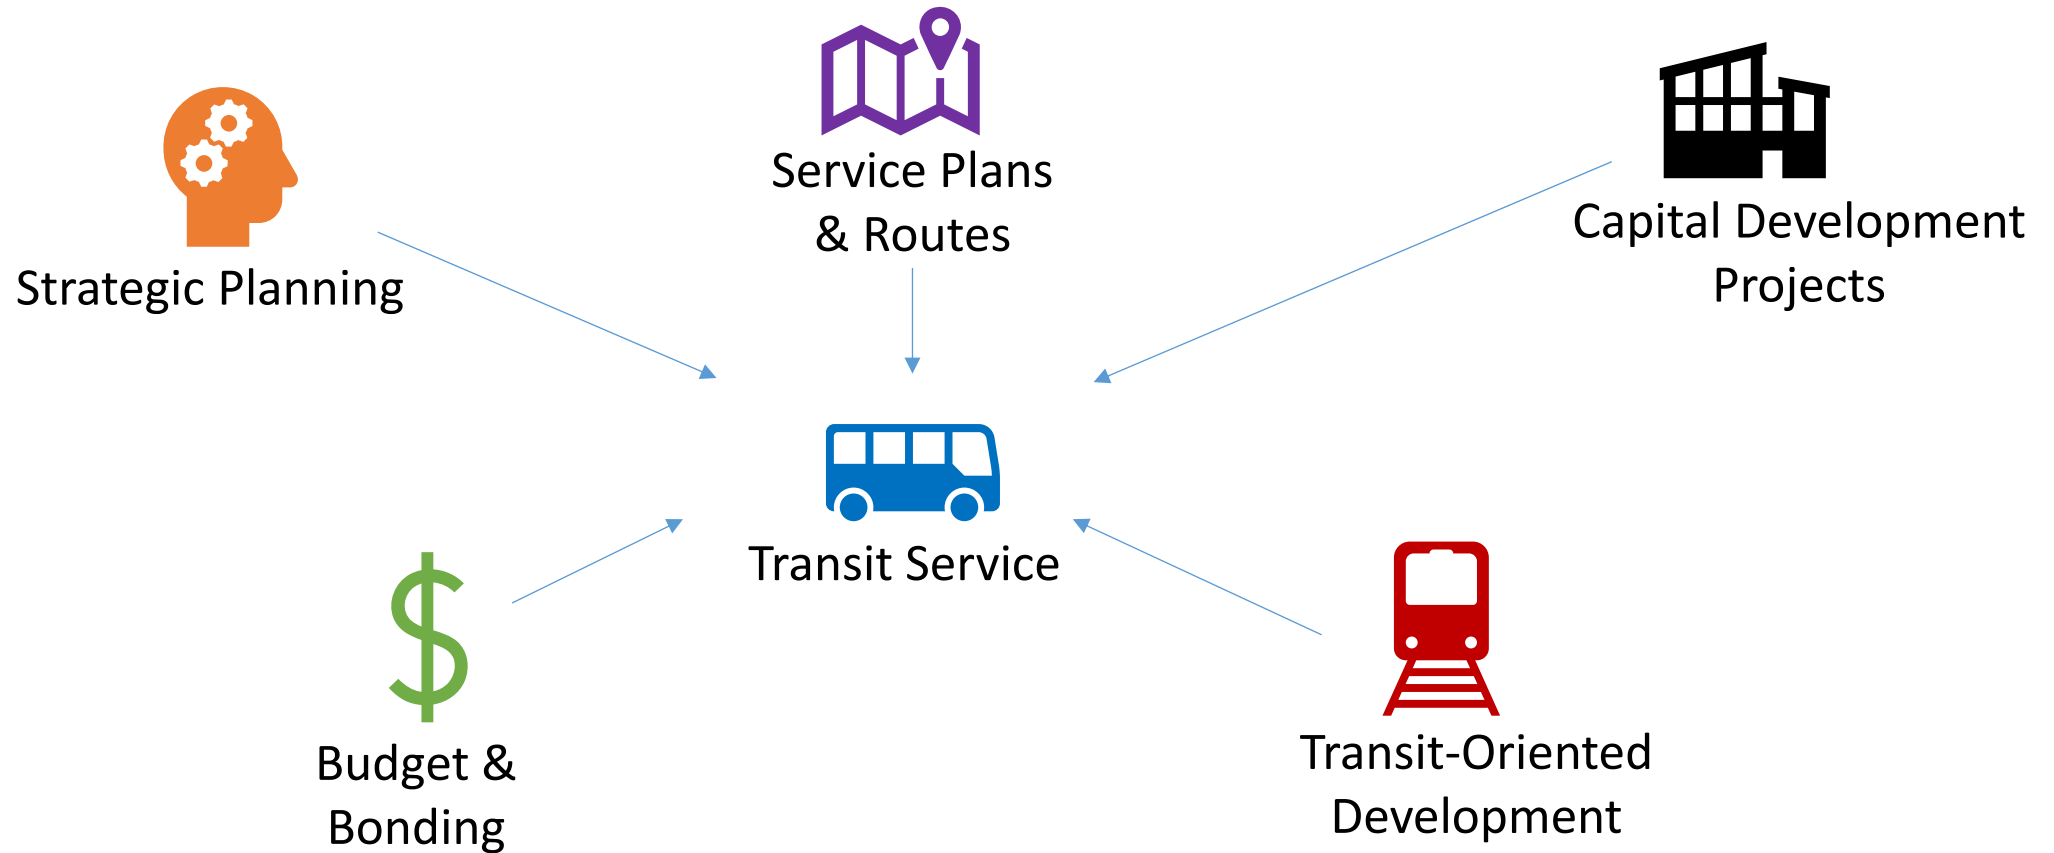 Service Plans
& Routes
Capital Development
Projects
Strategic Planning
Transit Service
Budget &
Bonding
Transit-Oriented
Development